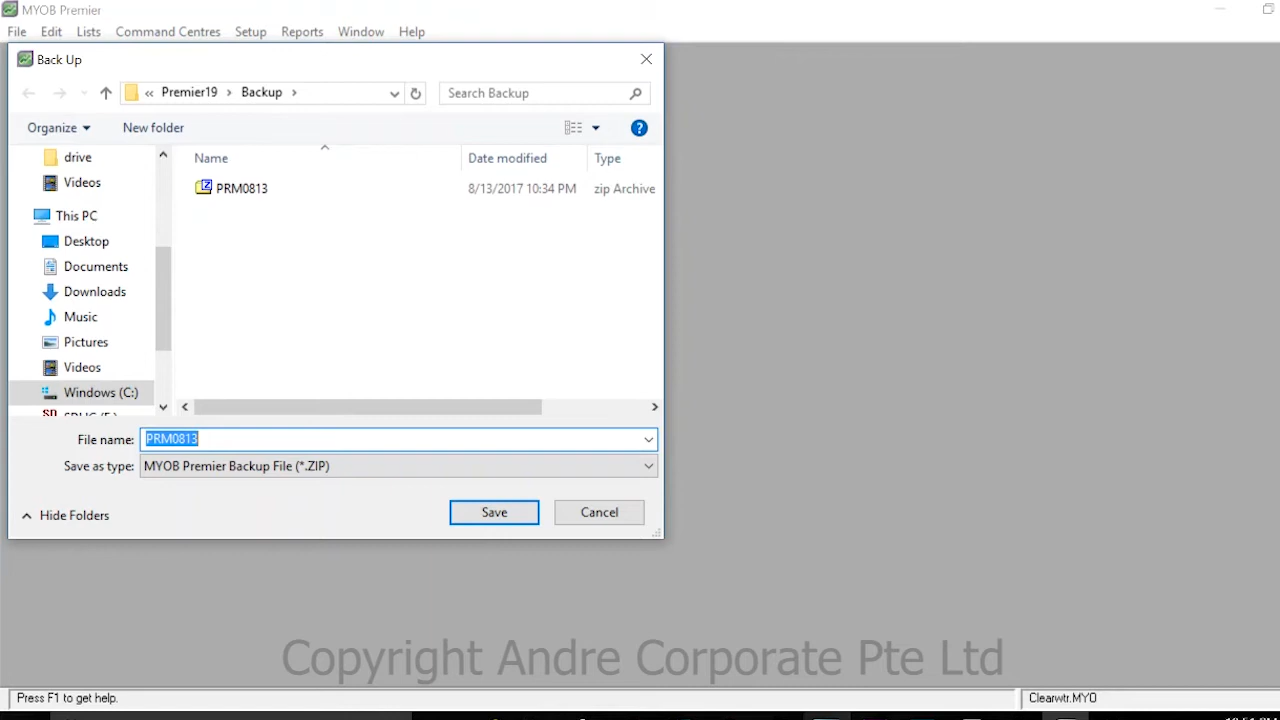 MYOB Premier
File Edit Lists Command Centres Setup Reports Window Help
Back Up
« Premier19 > Backup >
Search Backup
Organize
New folder
Name Date modified Type
drive
Videos
This PC
Desktop
Documents
Downloads
Music
Pictures
Videos
Windows (C:)
PRM0813 8/13/2017 10:34 PM zip Archive
File name: PRM0813
Save as type: MYOB Premier Backup File (*.ZIP)
Hide Folders
Save
Cancel
Copyright Andre Corporate Pte Ltd
Press F1 to get help.
Clearwtr.MYO